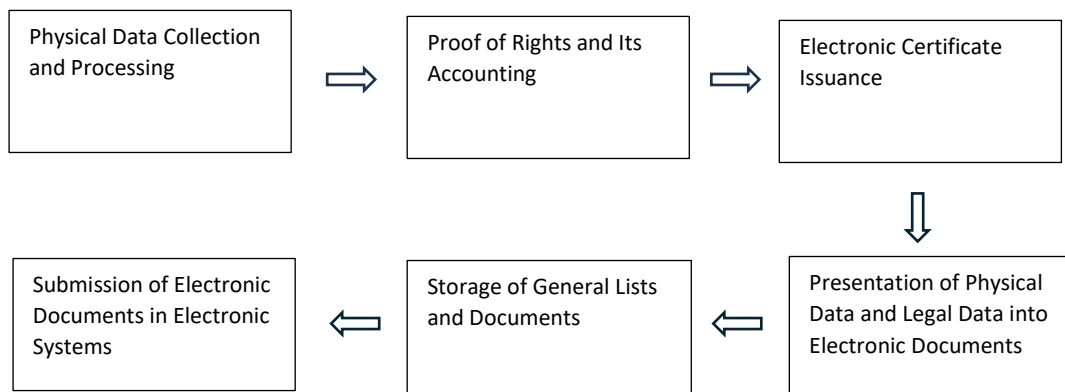 Physical Data Collection
and Processing
Proof of Rights and Its
Accounting
Electronic Certificate
Issuance
Presentation of Physical
Data and Legal Data into
Electronic Documents
Storage of General Lists
and Documents
Submission of Electronic
Documents in Electronic
Systems